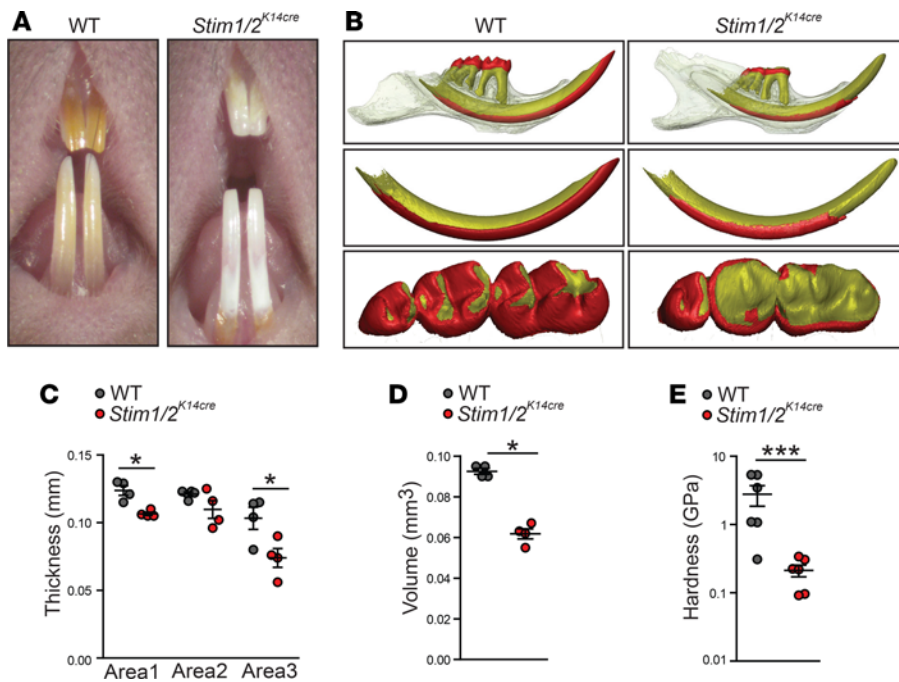 A
WT
Stim1/2K14cre
B
WT
Stim1/2K14cre
C
WT
Stim1/2K14cre
Thickness (mm)
0.15
0.10
0.05
0.00
*
*
Area1 Area2 Area3
D
WT
Stim1/2K14cre
Volume (mm3)
0.10
0.08
0.06
0.04
0.02
0.00
*
E
WT
Stim1/2K14cre
Hardness (GPa)
10
1
0.1
0.01
***